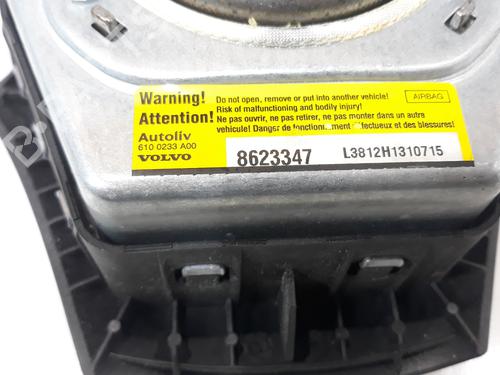 Warning!
Do not open, remove or put into another vehicle!
Risk of malfunctioning and bodily injury!
AIRBAG
Attention!
Ne pas ouvrir, ne pas retirer, ne pas monter dans un autre
véhicule! Danger de fonctionnement défectueux et des blessures!
Autoliv
610 0233 A00
VOLVO
8623347
L3812H1310715